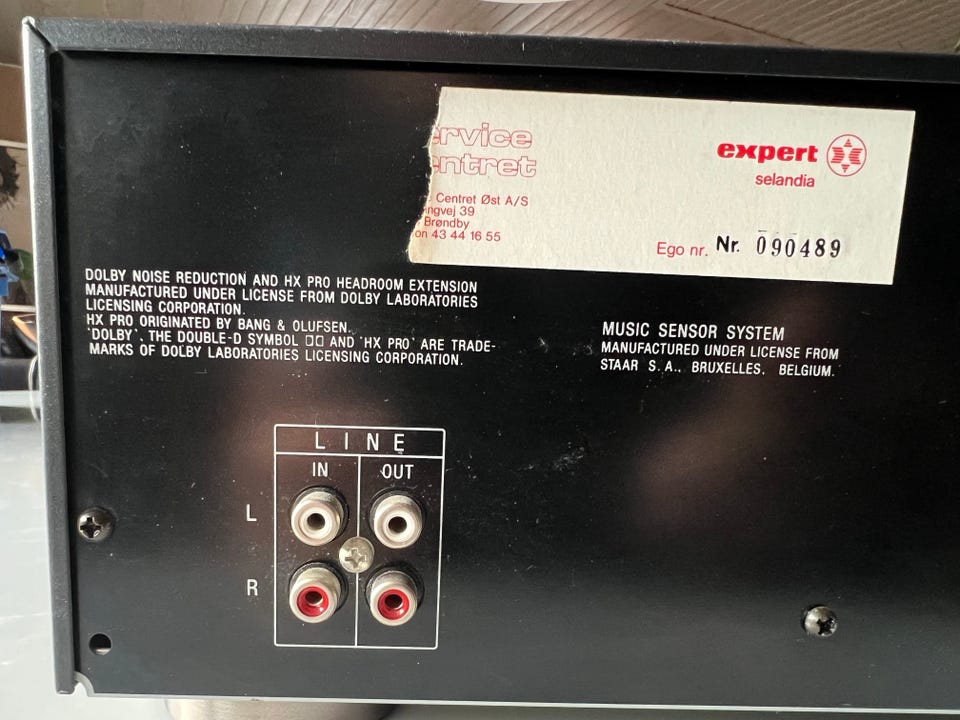 ervice
entret
Centret Øst A/S
ngvej 39
Brøndby
on 43 44 16 55
expert
selandia
Ego nr. Nr. 090489
DOLBY NOISE REDUCTION AND HX PRO HEADROOM EXTENSION
MANUFACTURED UNDER LICENSE FROM DOLBY LABORATORIES
LICENSING CORPORATION.
HX PRO ORIGINATED BY BANG & OLUFSEN.
'DOLBY', THE DOUBLE-D SYMBOL AND 'HX PRO' ARE TRADE-
MARKS OF DOLBY LABORATORIES LICENSING CORPORATION.
MUSIC SENSOR SYSTEM
MANUFACTURED UNDER LICENSE FROM
STAAR S.A., BRUXELLES, BELGIUM.
LINE
IN OUT
L
R